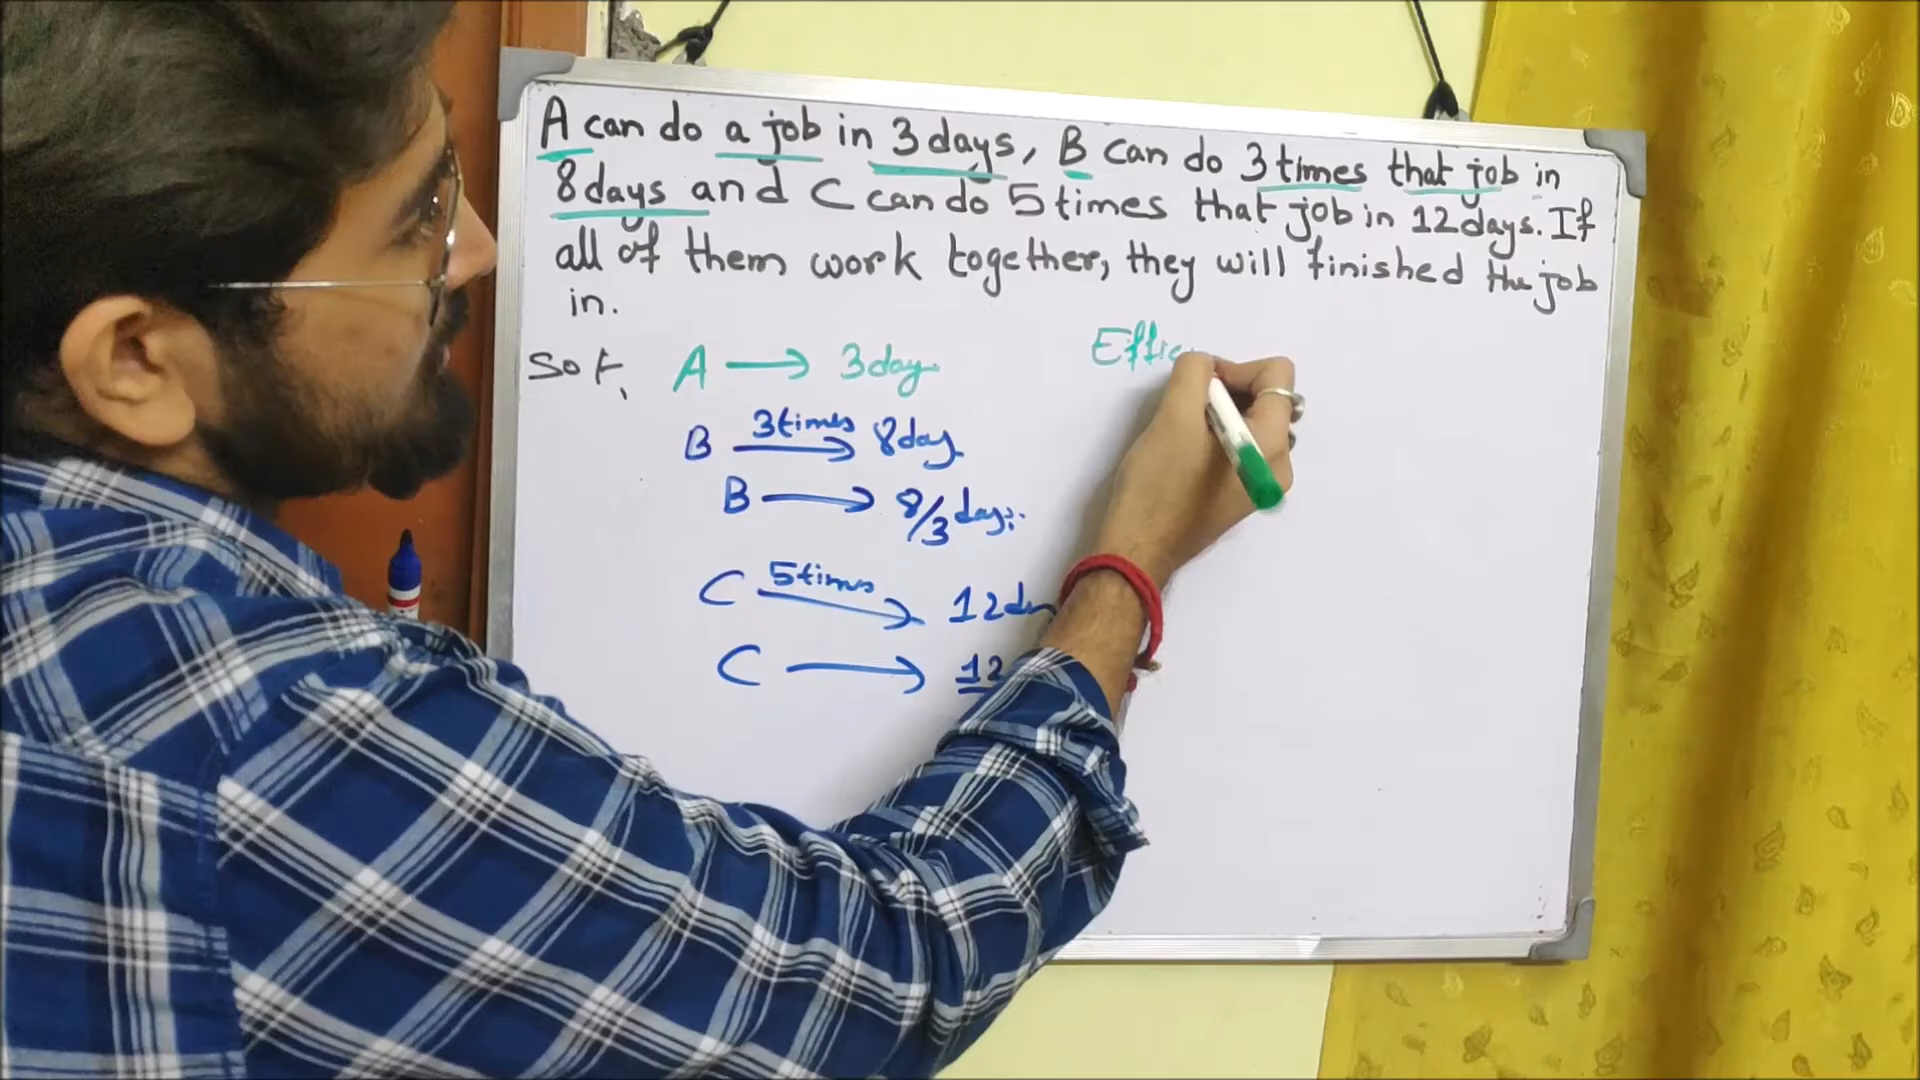 A can do a job in 3 days, B can do 3 times that job in
8 days and C can do 5 times that job in 12 days. If
all of them work together, they will finished the job
in.
Sol,
A → 3 day
Effic
B 3 times → 8 day
B → 8/3 days
C 5 times → 12
C → 12